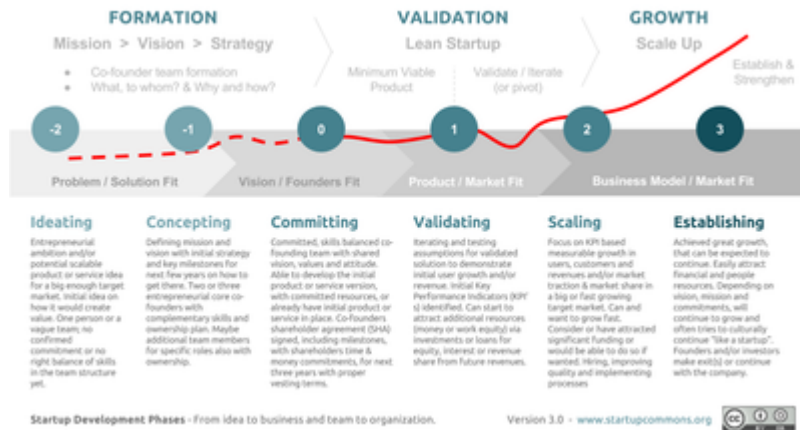 FORMATION
VALIDATION
GROWTH
Mission > Vision > Strategy
Lean Startup
Scale Up
• Co-founder team formation
• What, to whom? & Why and how?
Minimum Viable
Product
Validate / Iterate
(or pivot)
Establish &
Strengthen
-2
-1
0
1
2
3
Problem / Solution Fit
Vision / Founders Fit
Product / Market Fit
Business Model / Market Fit
Ideating
Entrepreneurial
ambition and/or
potential scalable
product or service idea
for a big enough target
market. Initial idea on
how it would create
value. One person or a
vague team; no
confirmed
commitment or no
right balance of skills
in the team structure
yet.
Concepting
Defining mission and
vision with initial strategy
and key milestones for
next few years on how to
get there. Two or three
entrepreneurial core co-
founders with
complementary skills and
ownership plan. Maybe
additional team members
for specific roles also with
ownership.
Committing
Committed, skills balanced co-
founding team with shared
vision, values and attitude.
Able to develop the initial
product or service version,
with committed resources, or
already have initial product or
service in place. Co-founders
shareholder agreement (SHA)
signed, including milestones,
with shareholders time &
money commitments, for next
three years with proper
vesting terms.
Validating
Iterating and testing
assumptions for validated
solution to demonstrate
initial user growth and/or
revenue. Initial Key
Performance Indicators (KPI'
s) identified. Can start to
attract additional resources
(money or work equity) via
investments or loans for
equity, interest or revenue
share from future revenues.
Scaling
Focus on KPI based
measurable growth in
users, customers and
revenues and/or market
traction & market share in
a big or fast growing
target market. Can and
want to grow fast.
Consider or have attracted
significant funding or
would be able to do so if
wanted. Hiring, improving
quality and implementing
processes
Establishing
Achieved great growth,
that can be expected to
continue. Easily attract
financial and people
resources. Depending on
vision, mission and
commitments, will
continue to grow and
often tries to culturally
continue "like a startup".
Founders and/or investors
make exit(s) or continue
with the company.
Startup Development Phases - From idea to business and team to organization.
Version 3.0 - www.startupcommons.org
cc